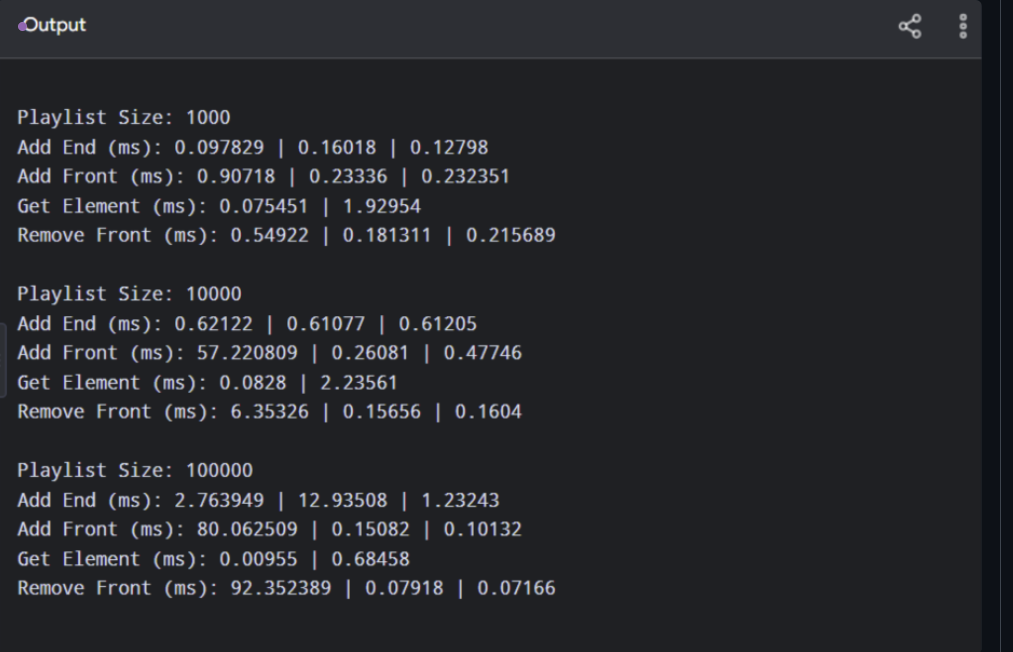 Output
Playlist Size: 1000
Add End (ms): 0.097829 | 0.16018 | 0.12798
Add Front (ms): 0.90718 | 0.23336 | 0.232351
Get Element (ms): 0.075451 | 1.92954
Remove Front (ms): 0.54922 | 0.181311 | 0.215689
Playlist Size: 10000
Add End (ms): 0.62122 | 0.61077 | 0.61205
Add Front (ms): 57.220809 | 0.26081 | 0.47746
Get Element (ms): 0.0828 | 2.23561
Remove Front (ms): 6.35326 | 0.15656 | 0.1604
Playlist Size: 100000
Add End (ms): 2.763949 | 12.93508 | 1.23243
Add Front (ms): 80.062509 | 0.15082 | 0.10132
Get Element (ms): 0.00955 | 0.68458
Remove Front (ms): 92.352389 | 0.07918 | 0.07166